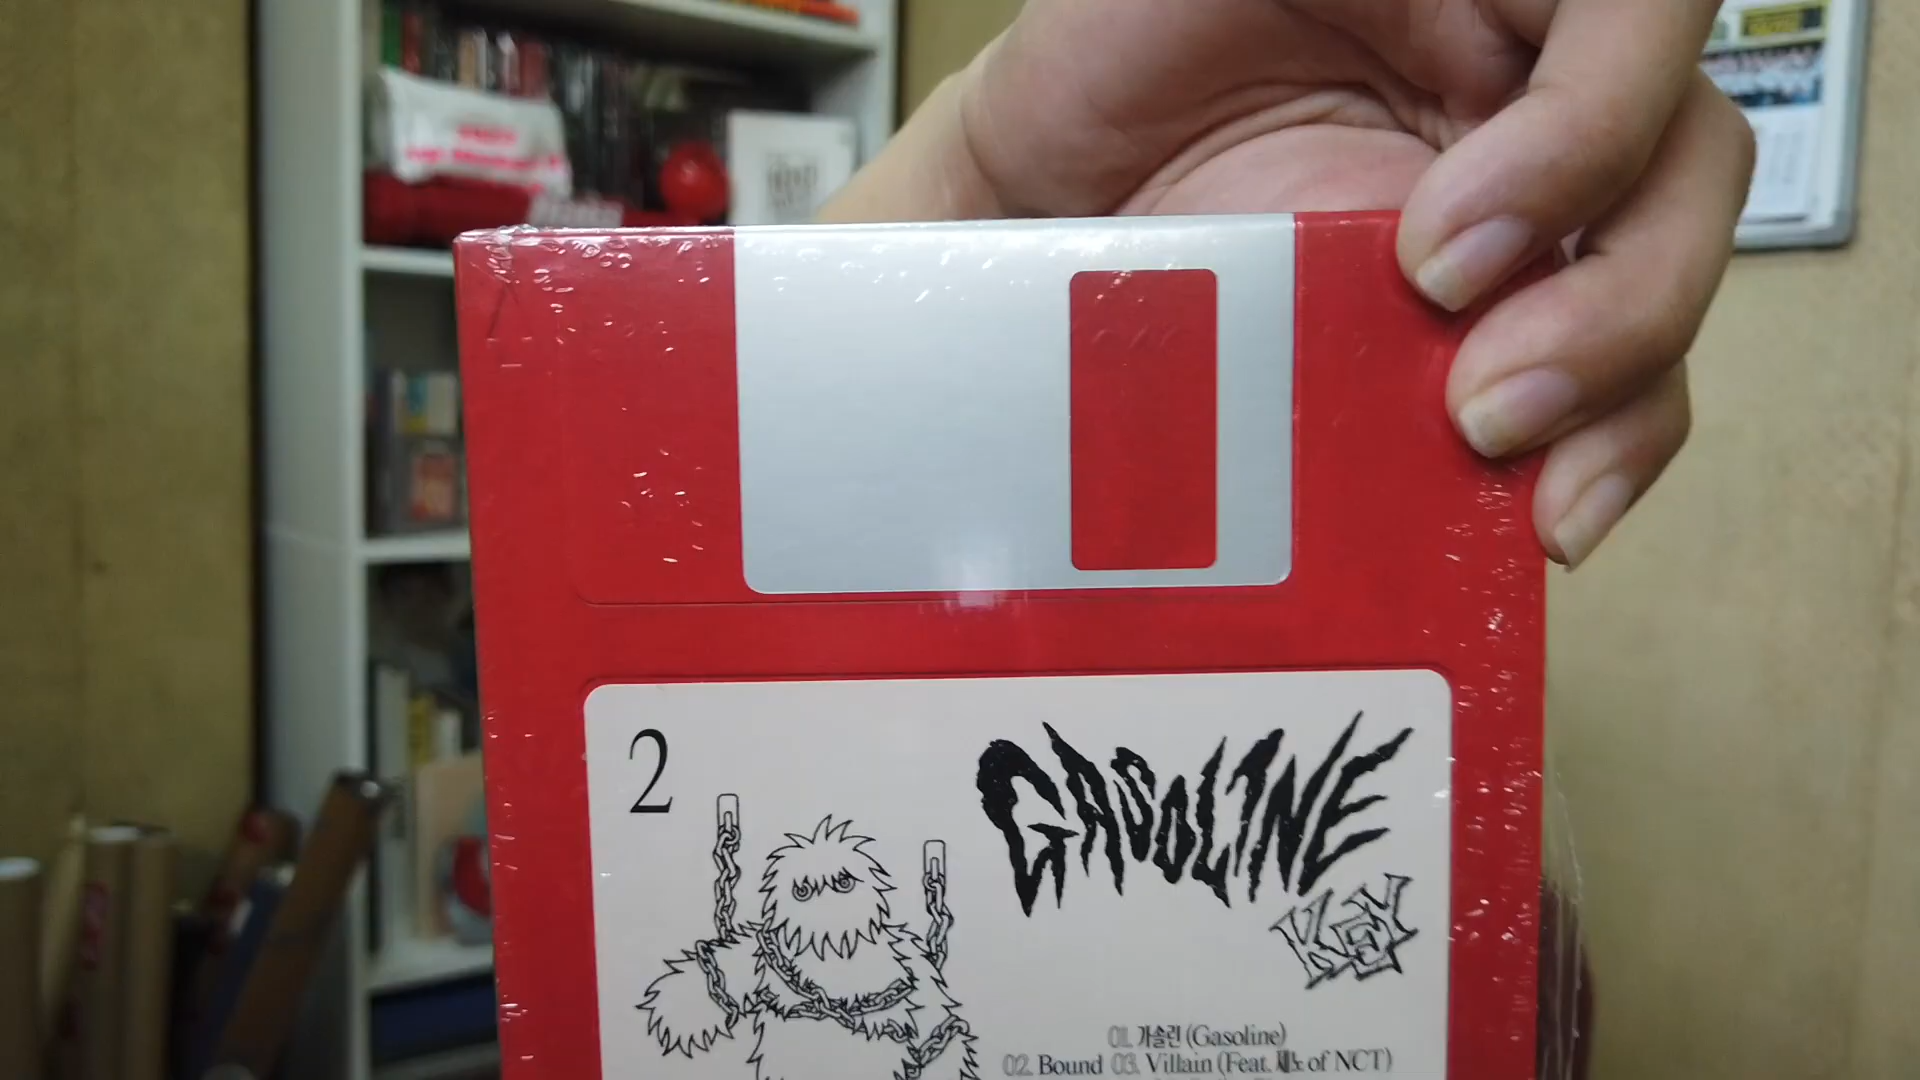 2
GASOLINE
KEY
01. 가솔린 (Gasoline)
02. Bound 03. Villain (Feat. 제노 of NCT)